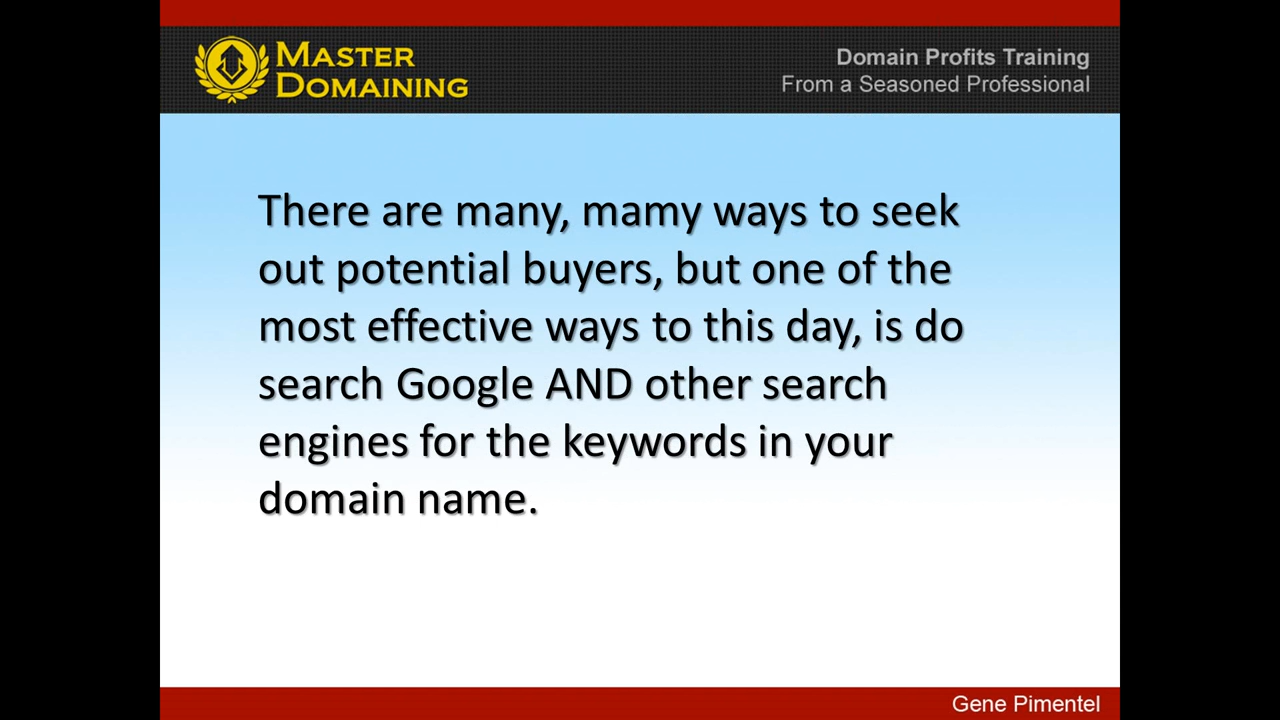 MASTER
DOMAINING
Domain Profits Training
From a Seasoned Professional
There are many, mamy ways to seek
out potential buyers, but one of the
most effective ways to this day, is do
search Google AND other search
engines for the keywords in your
domain name.
Gene Pimentel